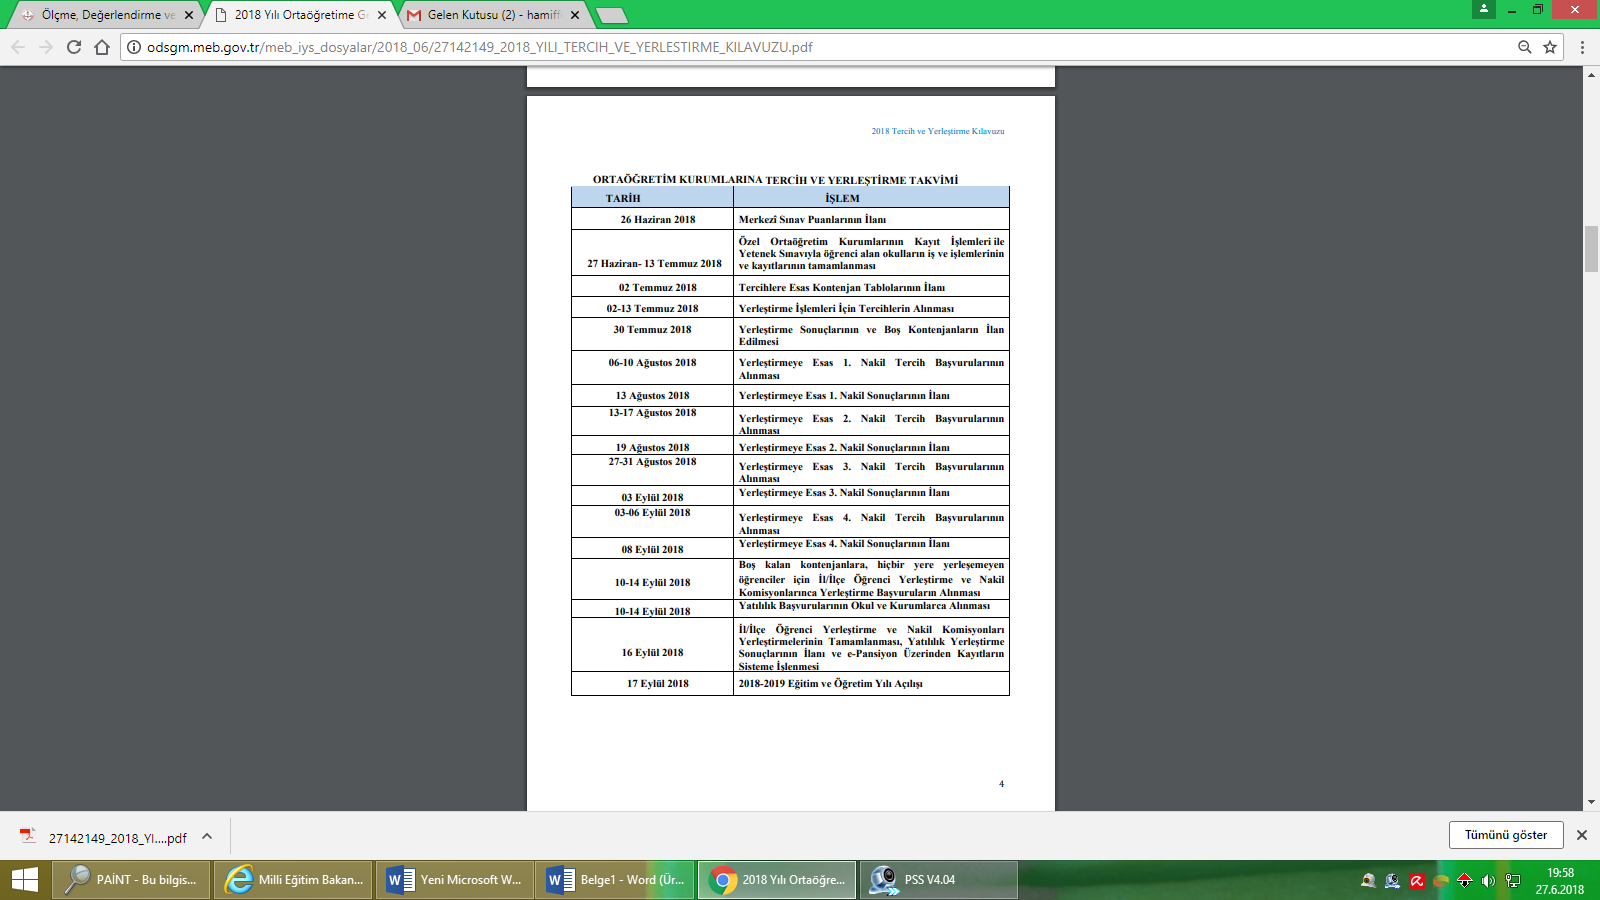 Ölçme, Değerlendirme ve
2018 Yılı Ortaöğretime Ge
Gelen Kutusu (2) - hamiff
odsgm.meb.gov.tr/meb_iys_dosyalar/2018_06/27142149_2018_YILI_TERCIH_VE_YERLESTIRME_KILAVUZU.pdf
2018 Tercih ve Yerleştirme Kılavuzu
ORTAÖĞRETİM KURUMLARINA TERCİH VE YERLEŞTİRME TAKVİMİ
TARİH İŞLEM
26 Haziran 2018 Merkezî Sınav Puanlarının İlanı
Özel Ortaöğretim Kurumlarının Kayıt İşlemleri ile
Yetenek Sınavıyla öğrenci alan okulların iş ve işlemlerinin
27 Haziran- 13 Temmuz 2018 ve kayıtlarının tamamlanması
02 Temmuz 2018 Tercihlere Esas Kontenjan Tablolarının İlanı
02-13 Temmuz 2018 Yerleştirme İşlemleri İçin Tercihlerin Alınması
30 Temmuz 2018 Yerleştirme Sonuçlarının ve Boş Kontenjanların İlan
Edilmesi
06-10 Ağustos 2018 Yerleştirmeye Esas 1. Nakil Tercih Başvurularının
Alınması
13 Ağustos 2018 Yerleştirmeye Esas 1. Nakil Sonuçlarının İlanı
13-17 Ağustos 2018 Yerleştirmeye Esas 2. Nakil Tercih Başvurularının
Alınması
19 Ağustos 2018 Yerleştirmeye Esas 2. Nakil Sonuçlarının İlanı
27-31 Ağustos 2018 Yerleştirmeye Esas 3. Nakil Tercih Başvurularının
Alınması
03 Eylül 2018 Yerleştirmeye Esas 3. Nakil Sonuçlarının İlanı
03-06 Eylül 2018 Yerleştirmeye Esas 4. Nakil Tercih Başvurularının
Alınması
08 Eylül 2018 Yerleştirmeye Esas 4. Nakil Sonuçlarının İlanı
Boş kalan kontenjanlara, hiçbir yere yerleşemeyen
10-14 Eylül 2018 öğrenciler için İl/İlçe Öğrenci Yerleştirme ve Nakil
Komisyonlarınca Yerleştirme Başvuruların Alınması
10-14 Eylül 2018 Yatılılık Başvurularının Okul ve Kurumlarca Alınması
İl/İlçe Öğrenci Yerleştirme ve Nakil Komisyonları
Yerleştirmelerinin Tamamlanması, Yatılılık Yerleştirme
16 Eylül 2018 Sonuçlarının İlanı ve e-Pansiyon Üzerinden Kayıtların
Sisteme İşlenmesi
17 Eylül 2018 2018-2019 Eğitim ve Öğretim Yılı Açılışı
4
27142149_2018_YI....pdf
Tümünü göster
PAİNT - Bu bilgis...
Milli Eğitim Bakan...
Yeni Microsoft W...
Belge1 - Word (Ür...
2018 Yılı Ortaöğre...
PSS V4.04
19:58
27.6.2018